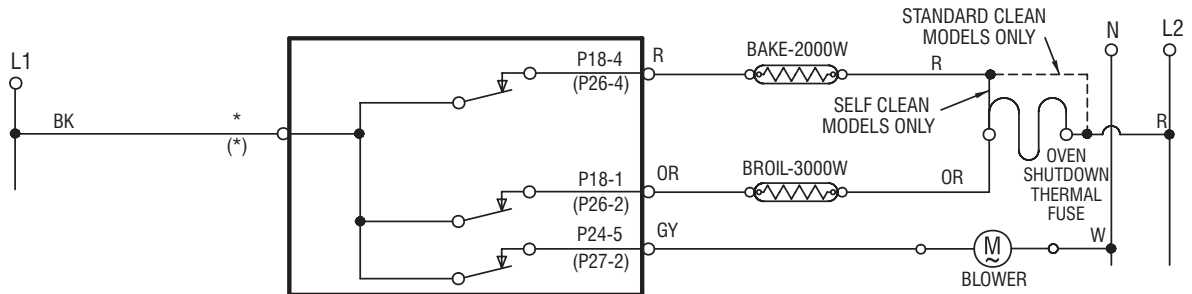 STANDARD CLEAN
MODELS ONLY
N
L2
L1
P18-4
(P26-4)
R
BAKE-2000W
R
SELF CLEAN
MODELS ONLY
BK
*
(*)
R
OVEN
SHUTDOWN
THERMAL
FUSE
P18-1
(P26-2)
OR
BROIL-3000W
OR
P24-5
(P27-2)
GY
M
~
BLOWER
W